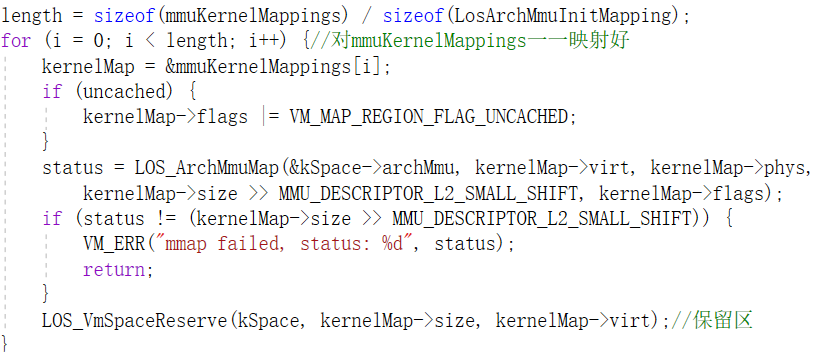 length = sizeof(mmuKernelMappings) / sizeof(LosArchMmuInitMapping);
for (i = 0; i < length; i++) {//对mmuKernelMappings一一映射好
    kernelMap = &mmuKernelMappings[i];
    if (uncached) {
        kernelMap->flags |= VM_MAP_REGION_FLAG_UNCACHED;
    }
    status = LOS_ArchMmuMap(&kSpace->archMmu, kernelMap->virt, kernelMap->phys,
        kernelMap->size >> MMU_DESCRIPTOR_L2_SMALL_SHIFT, kernelMap->flags);
    if (status != (kernelMap->size >> MMU_DESCRIPTOR_L2_SMALL_SHIFT)) {
        VM_ERR("mmap failed, status: %d", status);
        return;
    }
    LOS_VmSpaceReserve(kSpace, kernelMap->size, kernelMap->virt);//保留区
}